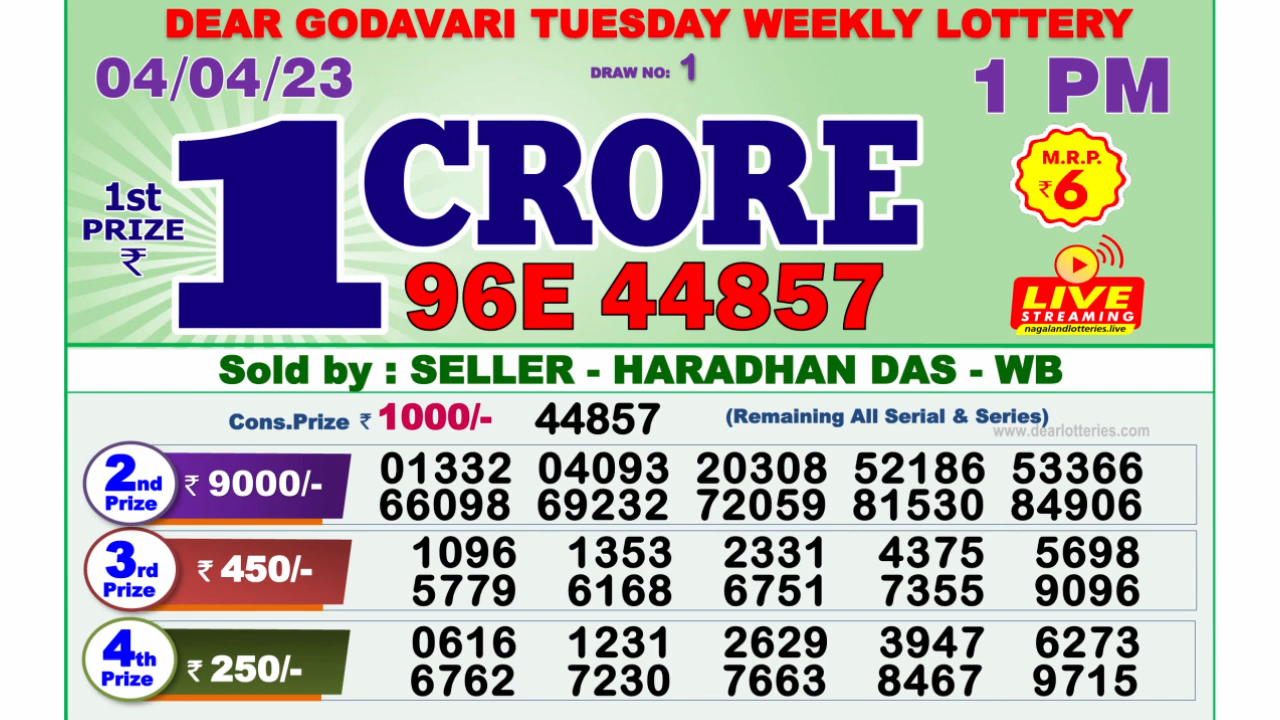 DEAR GODAVARI TUESDAY WEEKLY LOTTERY
04/04/23
DRAW NO: 1
1 PM
1st
PRIZE
₹
1 CRORE
M.R.P.
₹6
96E 44857
LIVE
STREAMING
nagalandlotteries.live
Sold by : SELLER - HARADHAN DAS - WB
Cons.Prize ₹ 1000/- 44857 (Remaining All Serial & Series)
www.dearlotteries.com
2nd Prize ₹ 9000/-
01332 04093 20308 52186 53366
66098 69232 72059 81530 84906
3rd Prize ₹ 450/-
1096 1353 2331 4375 5698
5779 6168 6751 7355 9096
4th Prize ₹ 250/-
0616 1231 2629 3947 6273
6762 7230 7663 8467 9715